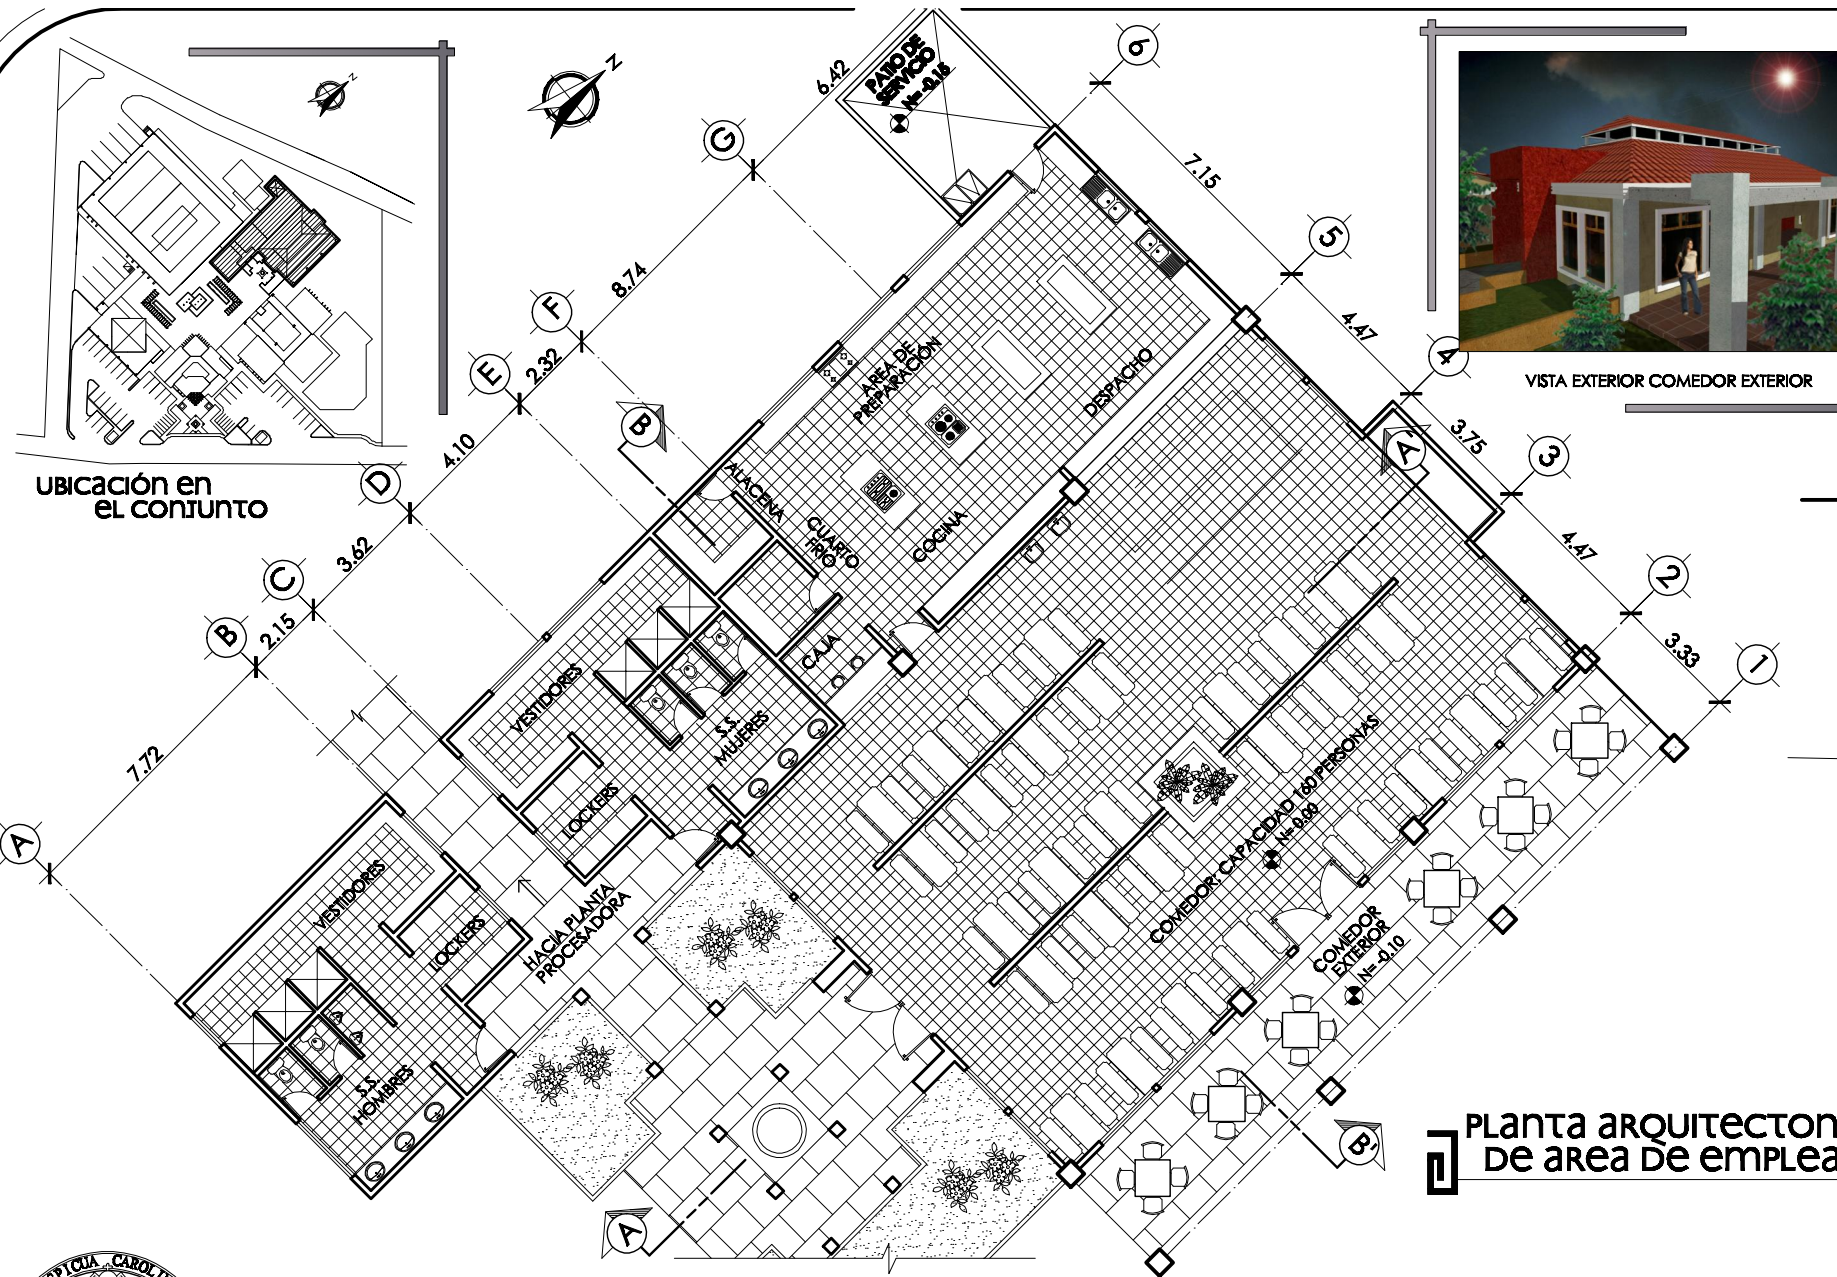 UBICACIÓN EN
EL CONJUNTO
Z
Z
PATIO DE
SERVICIO
N= -0.15
6.42
8.74
2.32
4.10
3.62
2.15
7.72
G
F
E
D
C
B
A
6
5
4
3
2
1
7.15
4.47
3.75
4.47
3.33
VISTA EXTERIOR COMEDOR EXTERIOR
B
A'
AREA DE
PREPARACIÓN
DESPACHO
ALACENA
CUARTO
FRIO
COCINA
CAJA
VESTIDORES
S.S.
MUJERES
LOCKERS
VESTIDORES
LOCKERS
HACIA PLANTA
PROCESADORA
S.S.
HOMBRES
COMEDOR: CAPACIDAD 160 PERSONAS
N= 0.00
COMEDOR
EXTERIOR
N= -0.10
B'
A
PLANTA ARQUITECTON
DE AREA DE EMPLEA